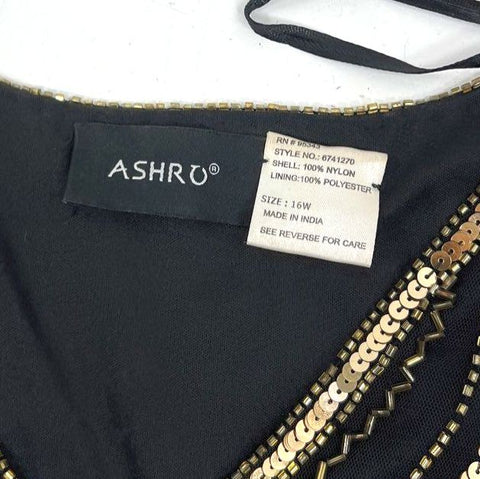 ASHRO®
RN # 96343
STYLE NO.: 6741270
SHELL: 100% NYLON
LINING:100% POLYESTER
SIZE : 16W
MADE IN INDIA
SEE REVERSE FOR CARE